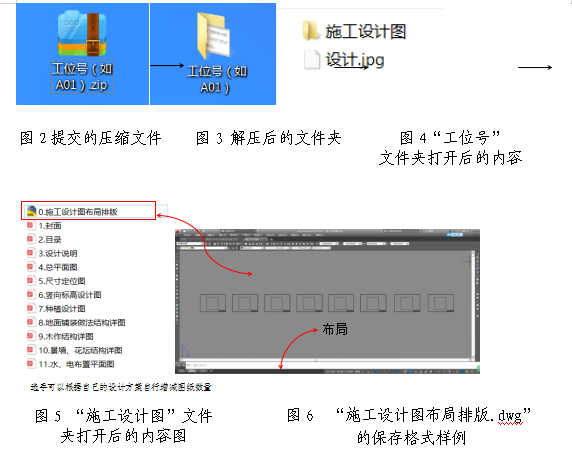 工位号（如
A01）.zip
工位号（如
A01）
施工设计图
设计.jpg
图 2 提交的压缩文件
图 3 解压后的文件夹
图 4 “工位号”
文件夹打开后的内容
0.施工设计图布局排版
1.封面
2.目录
3.设计说明
4.总平面图
5.尺寸定位图
6.竖向标高设计图
7.种植设计图
8.地面铺装做法结构详图
9.木作结构详图
10.景墙、花坛结构详图
11.水、电布置平面图
布局
选手可以根据自己的设计方案自行增减图纸数量
图 5 “施工设计图”文件
夹打开后的内容图
图 6 “施工设计图布局排版.dwg”
的保存格式样例